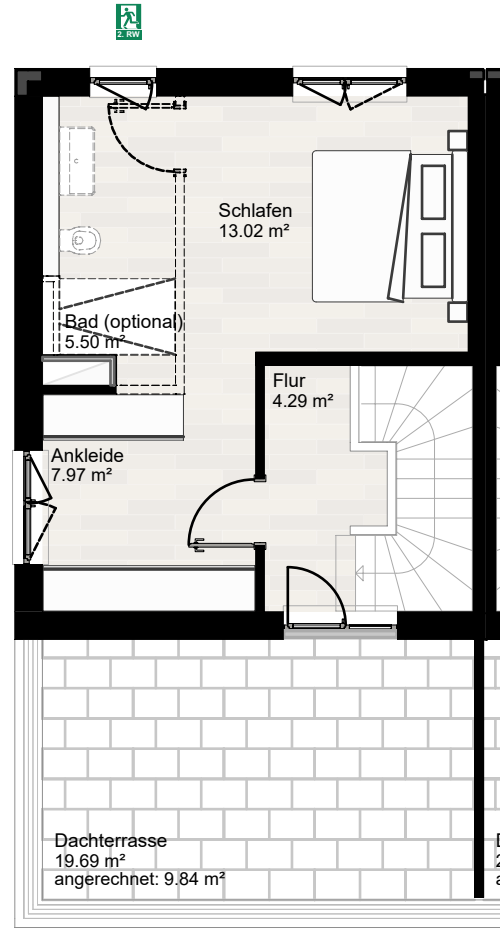 2. RW
Schlafen
13.02 m²
Bad (optional)
5.50 m²
Flur
4.29 m²
Ankleide
7.97 m²
Dachterrasse
19.69 m²
angerechnet: 9.84 m²
D
2
a